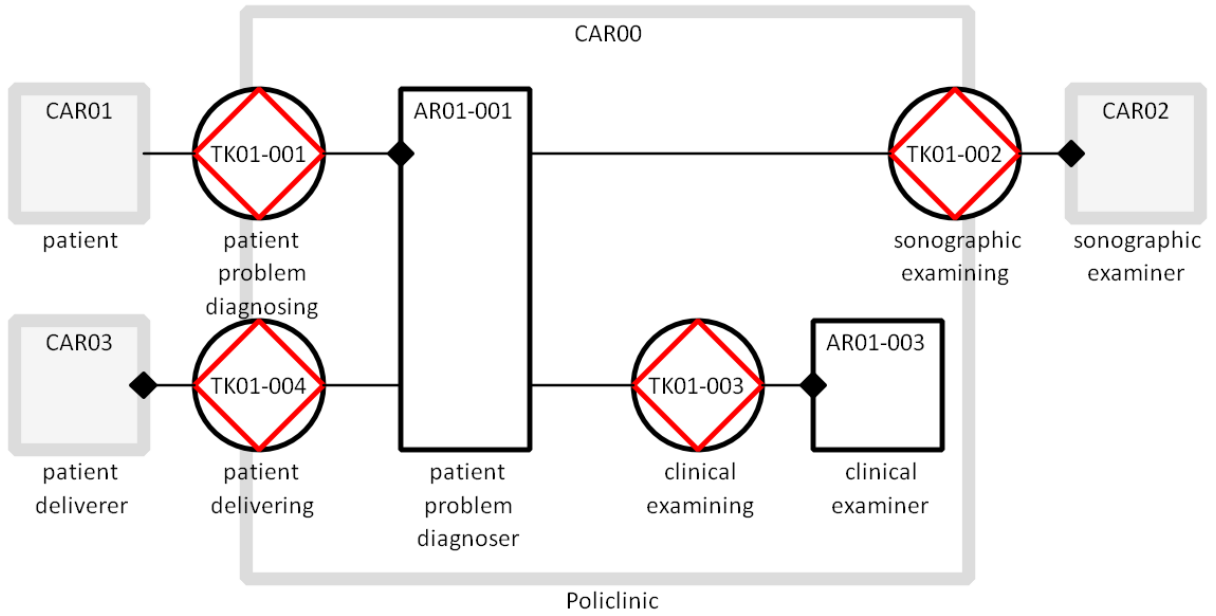 CAR00
CAR01
AR01-001
CAR02
TK01-001
TK01-002
patient
patient
problem
diagnosing
sonographic
examining
sonographic
examiner
CAR03
AR01-003
TK01-004
TK01-003
patient
deliverer
patient
delivering
patient
problem
diagnoser
clinical
examining
clinical
examiner
Policlinic